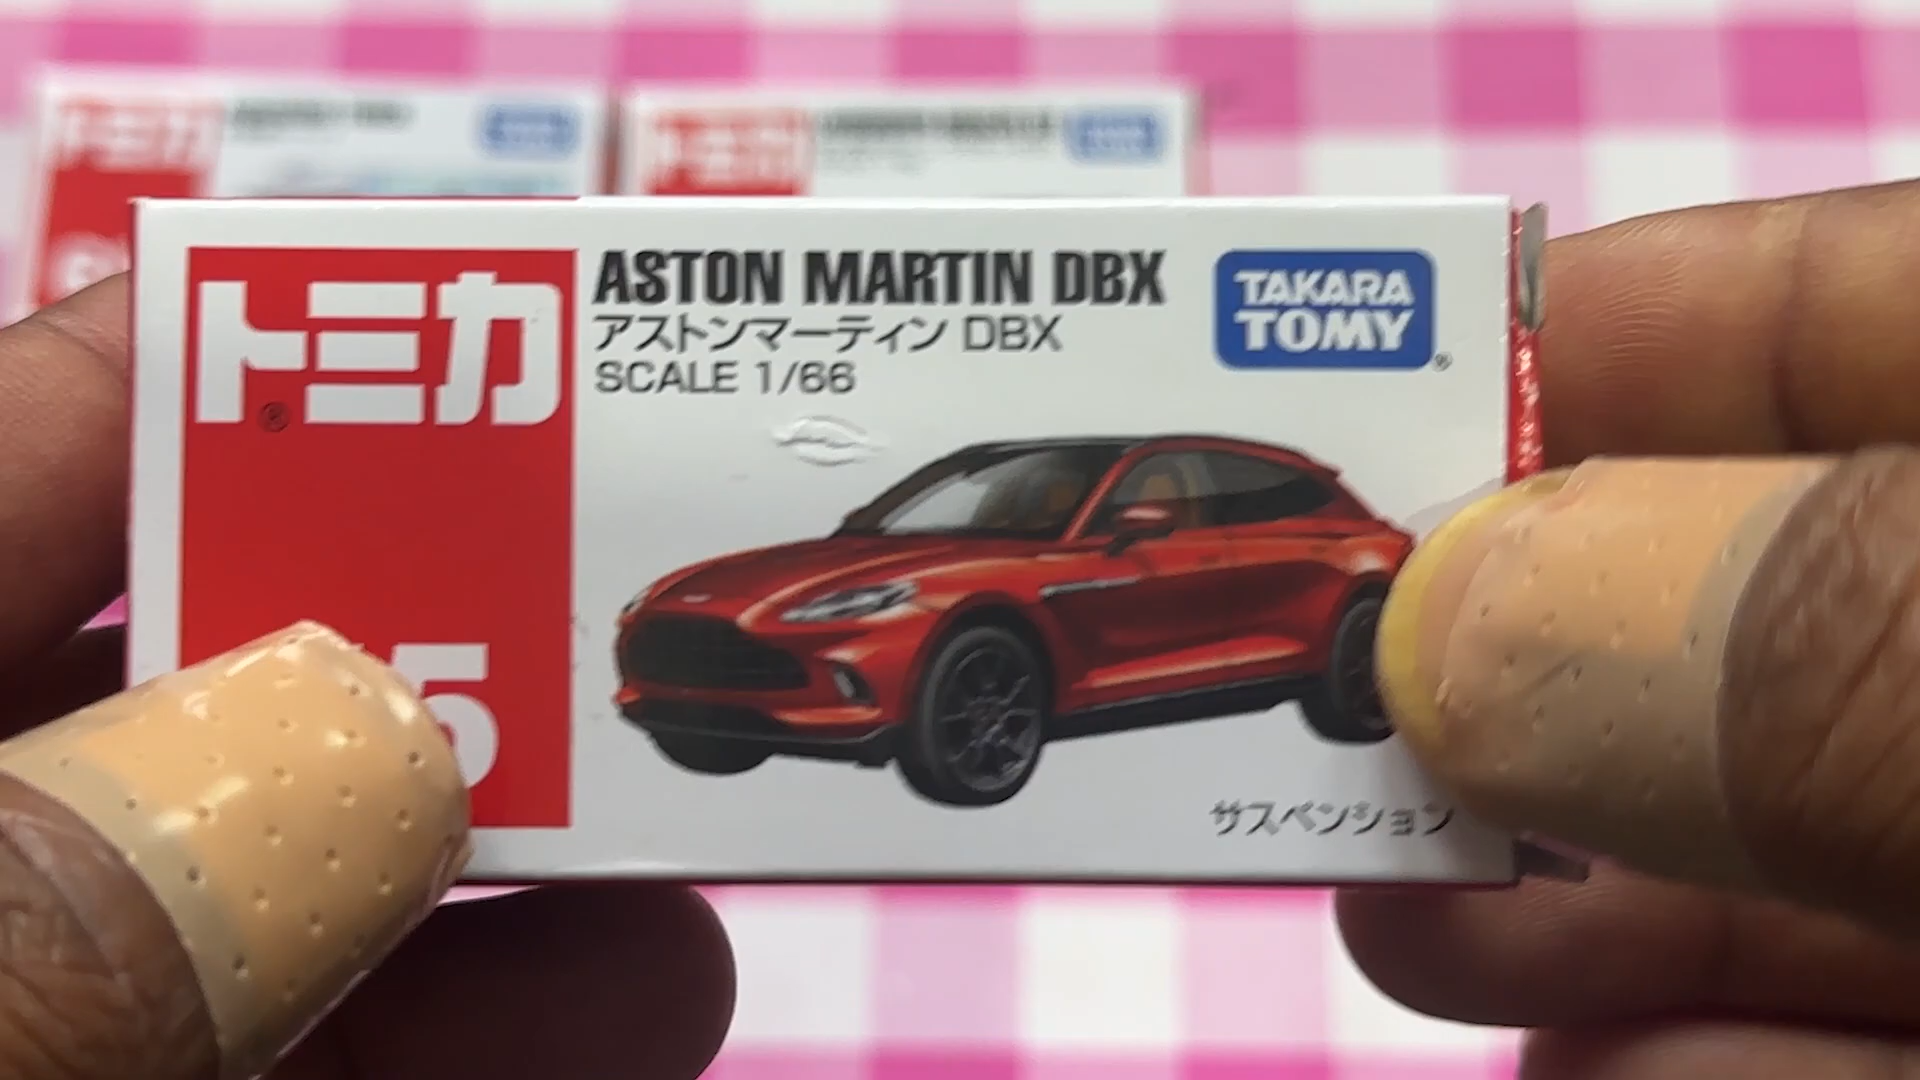 トミカ
ASTON MARTIN DBX
アストンマーティン DBX
SCALE 1/66
TAKARA
TOMY
5
サスペンション